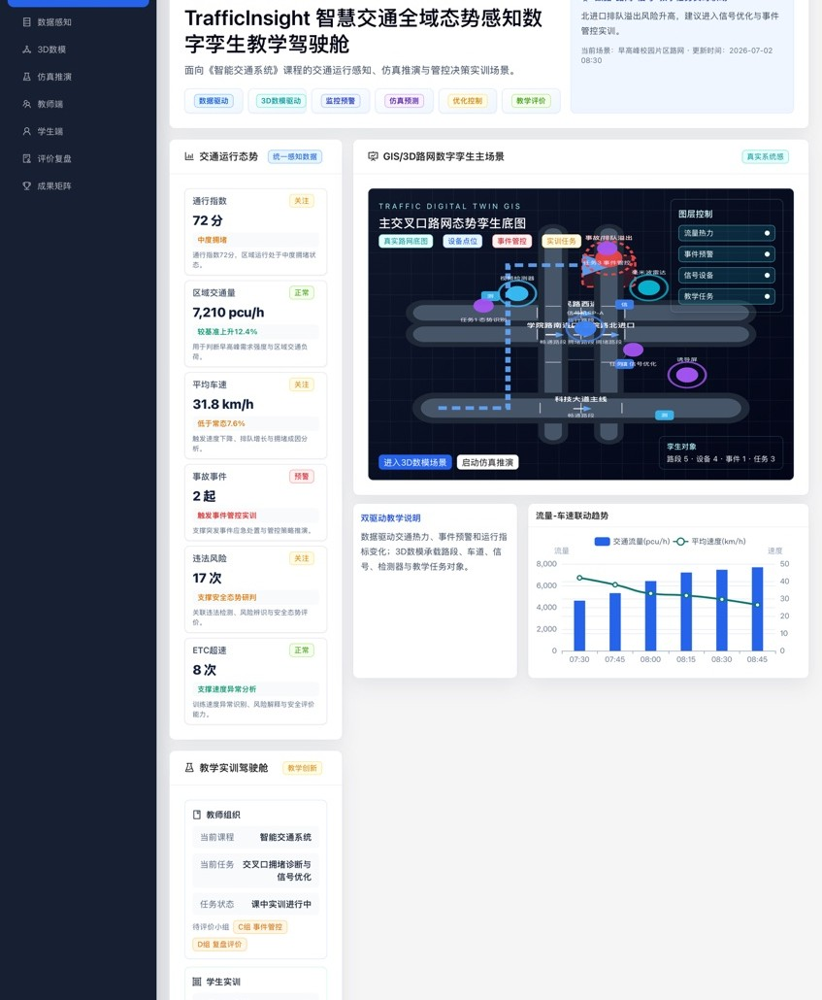 数据感知
3D数模
仿真推演
教师端
学生端
评价复盘
成果矩阵
TrafficInsight 智慧交通全域态势感知数
字孪生教学驾驶舱
面向《智能交通系统》课程的交通运行感知、仿真推演与管控决策实训场景。
数据驱动
3D数模驱动
监控预警
仿真预测
优化控制
教学评价
北进口排队溢出风险升高，建议进入信号优化与事件
管控实训。
当前场景：早高峰校园片区路网 · 更新时间：2026-07-02
08:30
交通运行态势
统一感知数据
通行指数
关注
72 分
中度拥堵
通行指数72分，区域运行处于中度拥堵状
态。
区域交通量
正常
7,210 pcu/h
较基准上升12.4%
用于判断早高峰需求强度与区域交通负
荷。
平均车速
关注
31.8 km/h
低于常态7.6%
触发速度下降、排队增长与拥堵成因分
析。
事故事件
预警
2 起
触发事件管控实训
支撑突发事件应急处置与管控策略推演。
违法风险
关注
17 次
支撑安全态势研判
关联违法检测、风险辨识与安全态势评
价。
ETC超速
正常
8 次
支撑速度异常分析
训练速度异常识别、风险解释与安全评价
能力。
教学实训驾驶舱
教学创新
教师组织
当前课程
智能交通系统
当前任务
交叉口拥堵诊断与
信号优化
任务状态
课中实训进行中
待评价小组
C组 事件管控
D组 复盘评价
学生实训
GIS/3D路网数字孪生主场景
真实系统感
TRAFFIC DIGITAL TWIN GIS
主交叉口路网态势孪生底图
真实路网底图
设备点位
事件管控
实训任务
图层控制
流量热力
事件预警
信号设备
教学任务
事故/排队溢出
任务3 事件管控
视频检测器
毫米波雷达
任务1 态势识别
信号优化
诱导屏
科技大道主线
畅通路段
孪生对象
路段 5 · 设备 4 · 事件 1 · 任务 3
进入3D数模场景
启动仿真推演
双驱动教学说明
数据驱动交通热力、事件预警和运行指
标变化；3D数模承载路段、车道、信
号、检测器与教学任务对象。
流量-车速联动趋势
交通流量(pcu/h)
平均速度(km/h)
流量
速度
8,000
6,000
4,000
2,000
0
50
40
30
20
10
0
07:30
07:45
08:00
08:15
08:30
08:45